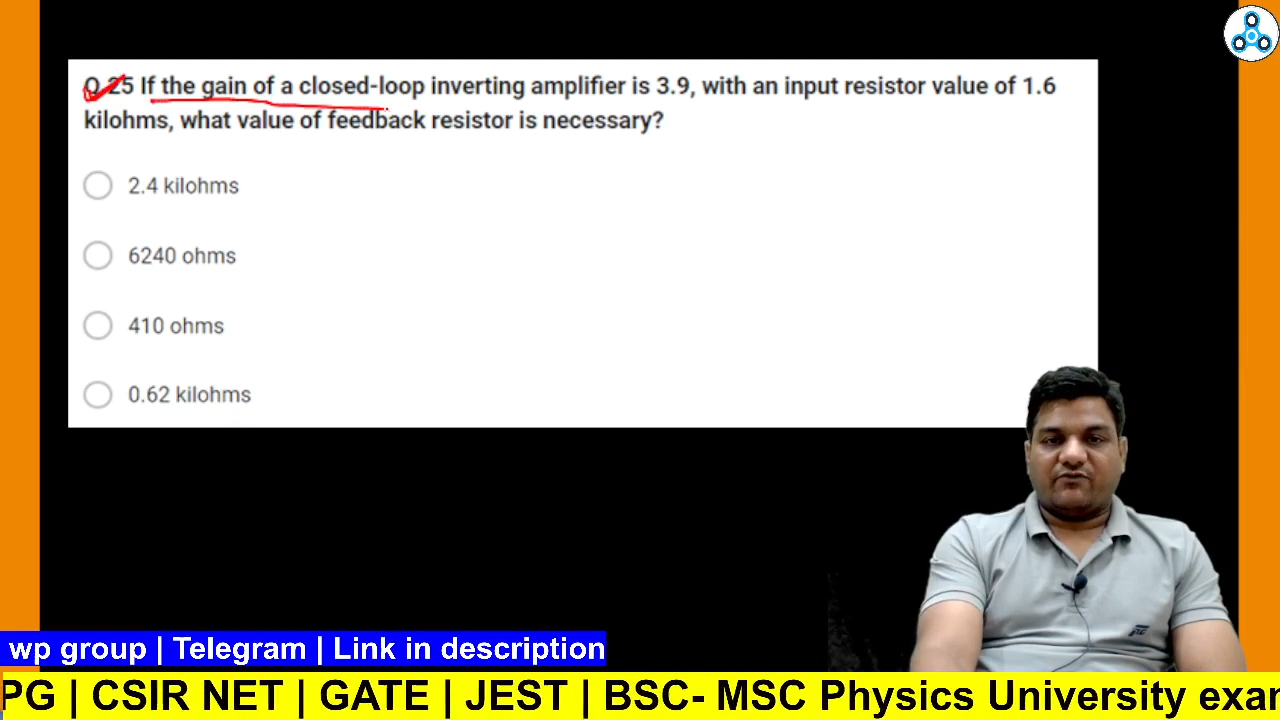 Q.25 If the gain of a closed-loop inverting amplifier is 3.9, with an input resistor value of 1.6
kilohms, what value of feedback resistor is necessary?
2.4 kilohms
6240 ohms
410 ohms
0.62 kilohms
wp group | Telegram | Link in description
PG | CSIR NET | GATE | JEST | BSC- MSC Physics University exam